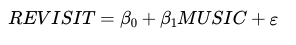 REVISIT = β₀ + β₁MUSIC + ε